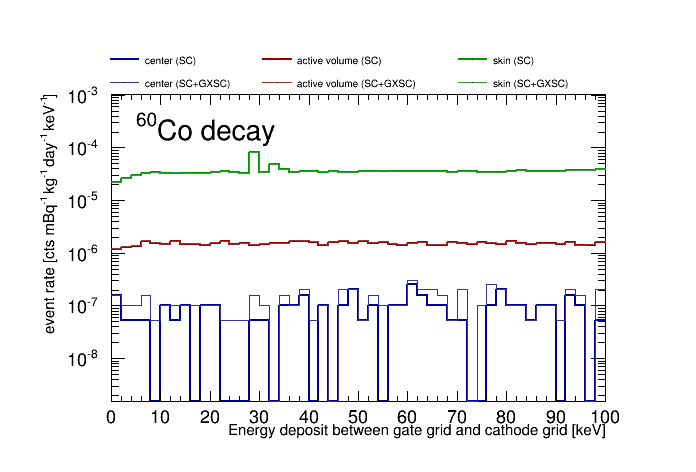 center (SC) active volume (SC) skin (SC)
center (SC+GXSC) active volume (SC+GXSC) skin (SC+GXSC)
60Co decay
event rate [cts mBq-1 kg-1 day-1 keV-1]
10-3
10-4
10-5
10-6
10-7
10-8
0 10 20 30 40 50 60 70 80 90 100
Energy deposit between gate grid and cathode grid [keV]